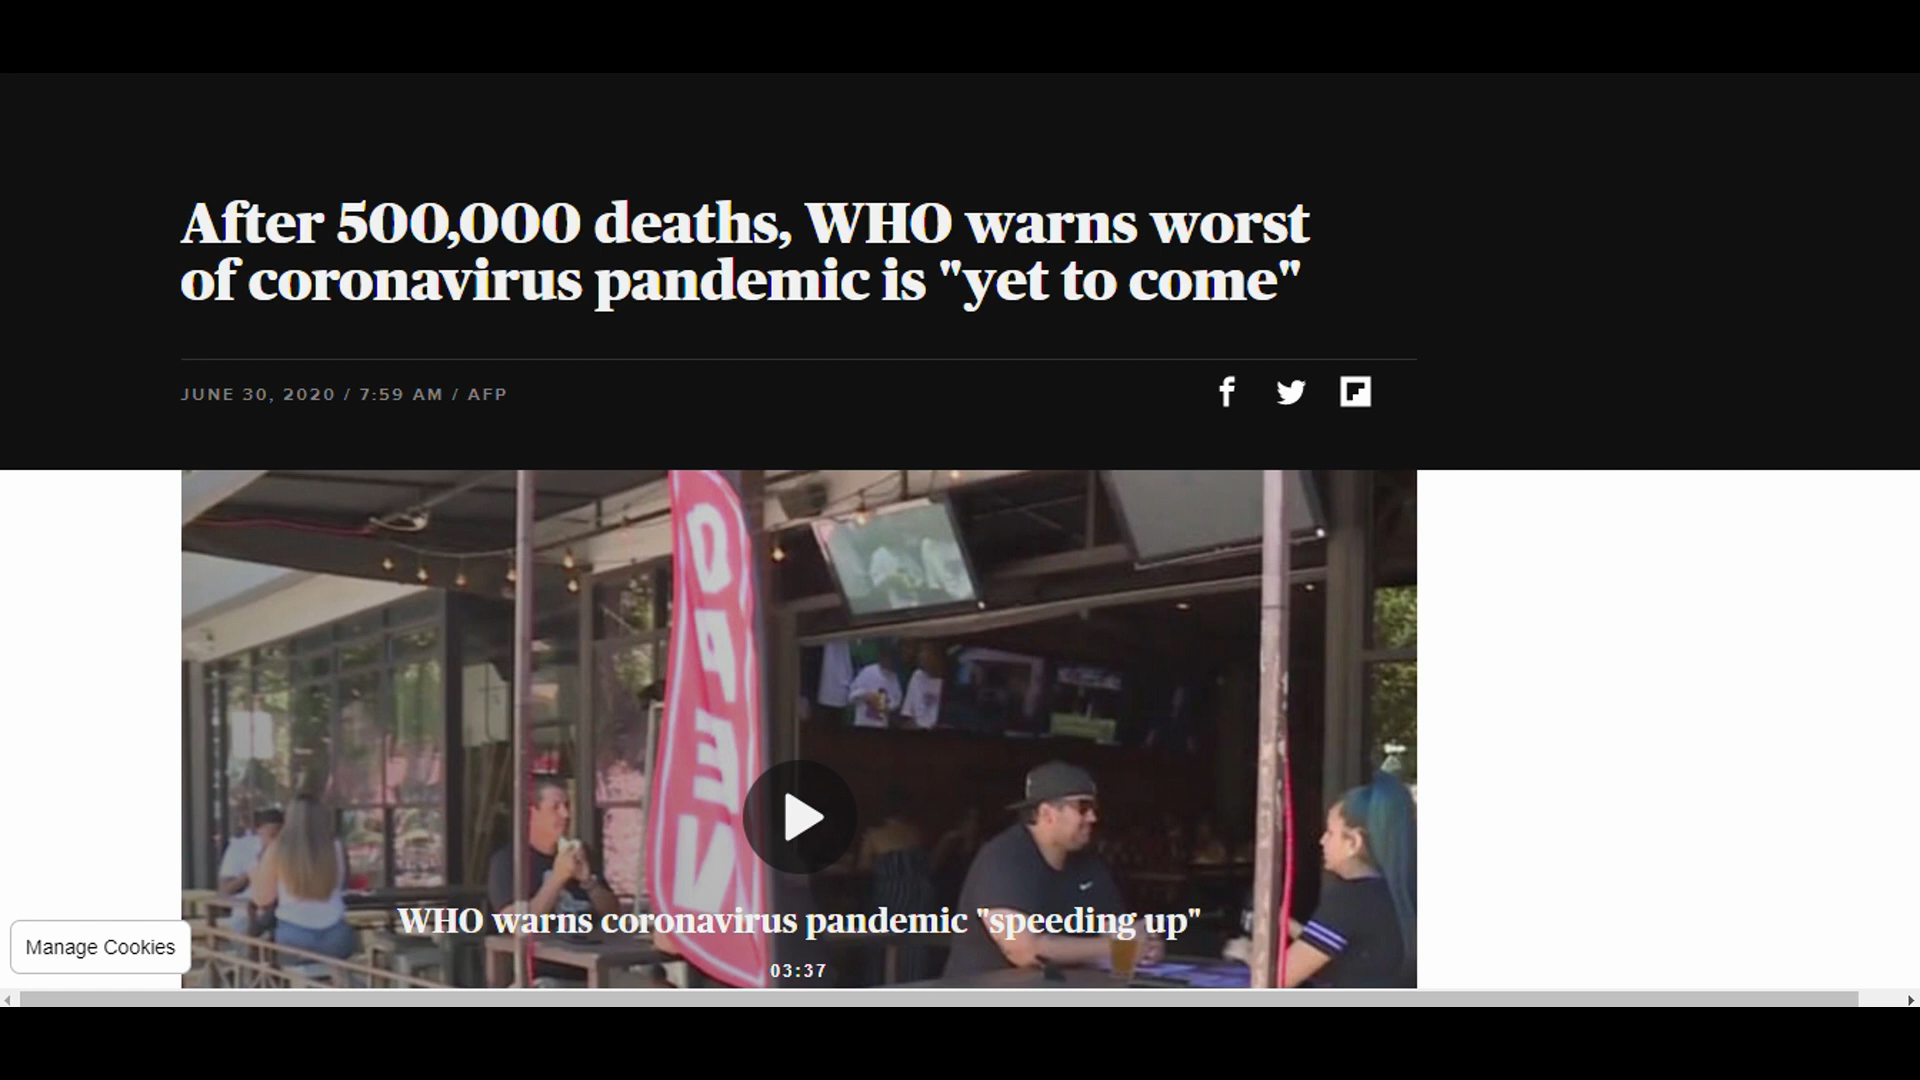 After 500,000 deaths, WHO warns worst
of coronavirus pandemic is "yet to come"
JUNE 30, 2020 / 7:59 AM / AFP
OPEN
WHO warns coronavirus pandemic "speeding up"
03:37
Manage Cookies